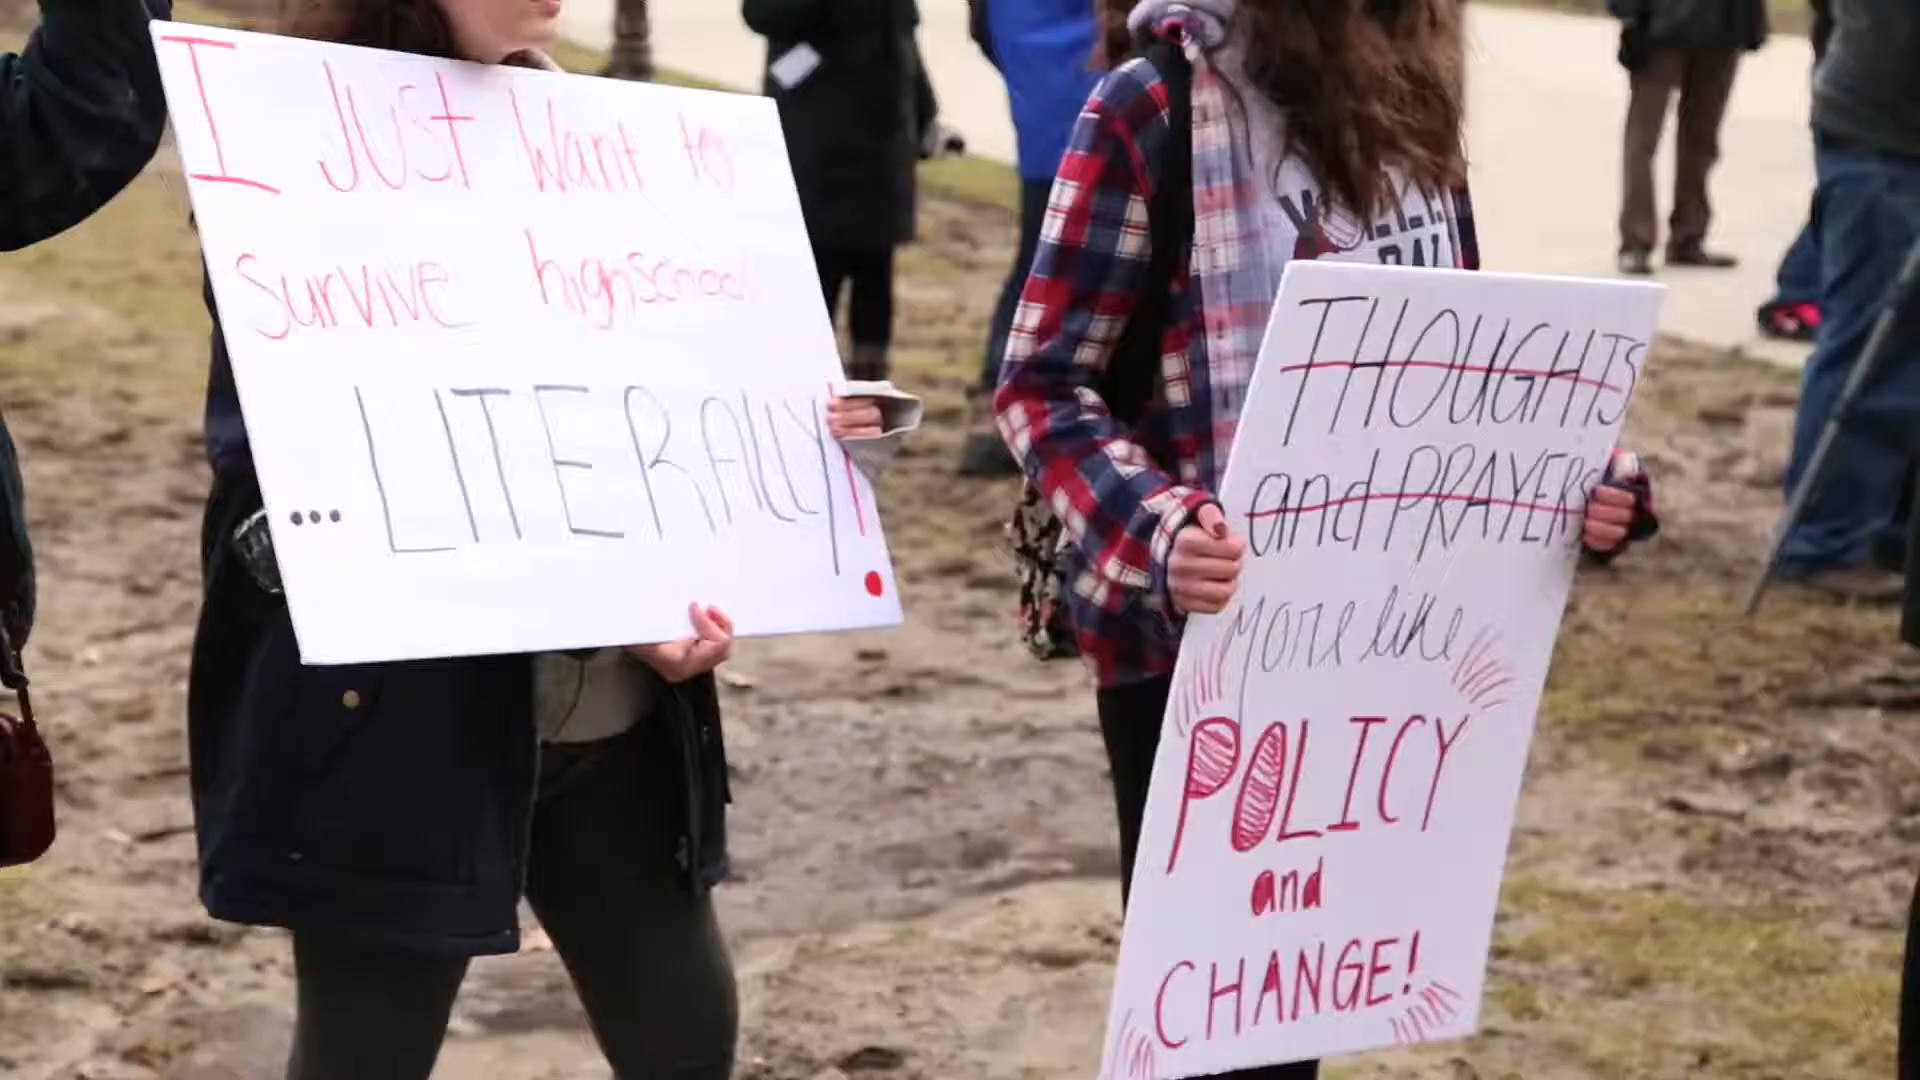 I JUSt Want to
Survive highschool
... LITERALLY!
THOUGHTS
and PRAYERS
More like
POLICY
and
CHANGE!